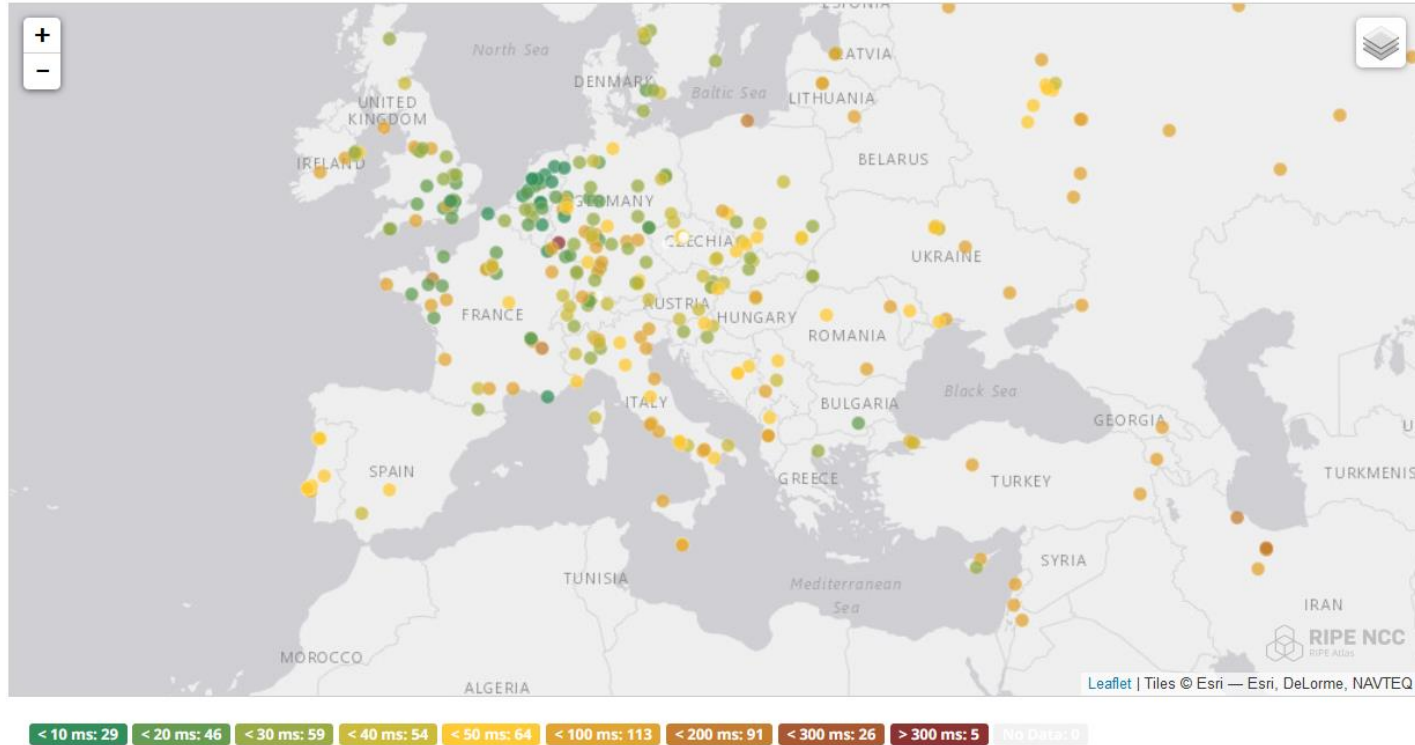 ESTONIA
+
North Sea
LATVIA
−
DENMARK
Baltic Sea
LITHUANIA
UNITED
KINGDOM
IRELAND
BELARUS
GERMANY
CZECHIA
UKRAINE
AUSTRIA
HUNGARY
FRANCE
ROMANIA
ITALY
BULGARIA
Black Sea
GEORGIA
U
SPAIN
GREECE
TURKEY
TURKMENIS
TUNISIA
SYRIA
Mediterranean
Sea
IRAN
MOROCCO
RIPE NCC
RIPE Atlas
ALGERIA
Leaflet | Tiles © Esri — Esri, DeLorme, NAVTEQ
< 10 ms: 29 < 20 ms: 46 < 30 ms: 59 < 40 ms: 54 < 50 ms: 64 < 100 ms: 113 < 200 ms: 91 < 300 ms: 26 > 300 ms: 5 No Data: 0